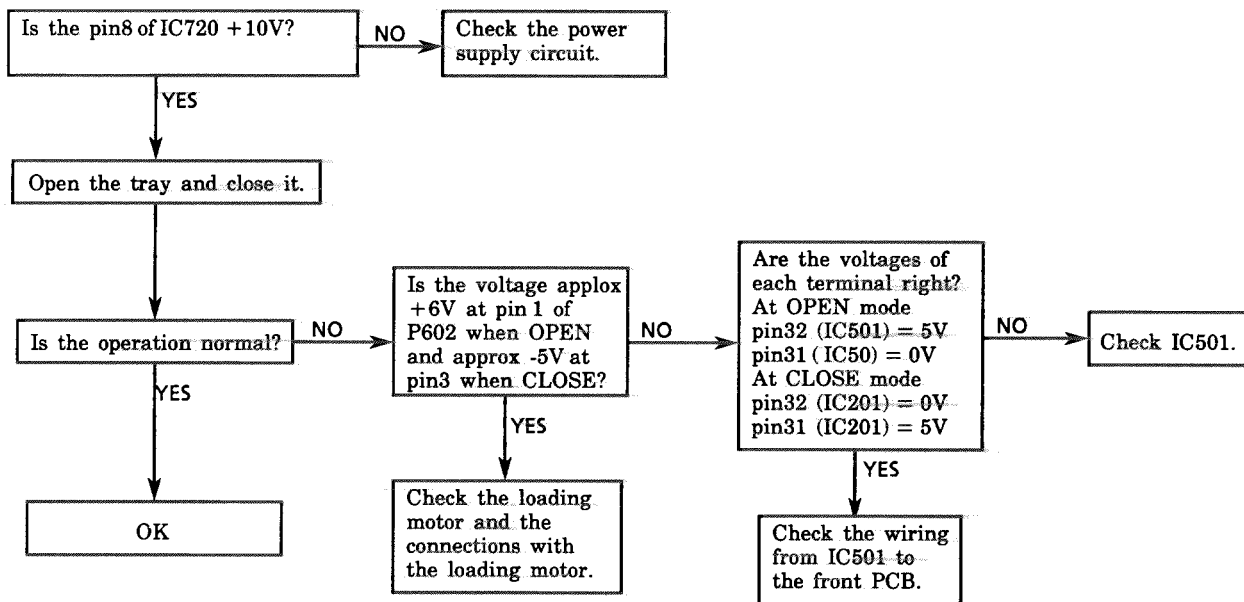 Is the pin8 of IC720 +10V?
NO
Check the power
supply circuit.
YES
Open the tray and close it.
Is the operation normal?
NO
Is the voltage applox
+6V at pin 1 of
P602 when OPEN
and approx -5V at
pin3 when CLOSE?
NO
Are the voltages of
each terminal right?
At OPEN mode
pin32 (IC501) = 5V
pin31 (IC50) = 0V
At CLOSE mode
pin32 (IC201) = 0V
pin31 (IC201) = 5V
NO
Check IC501.
YES
OK
YES
Check the loading
motor and the
connections with
the loading motor.
YES
Check the wiring
from IC501 to
the front PCB.